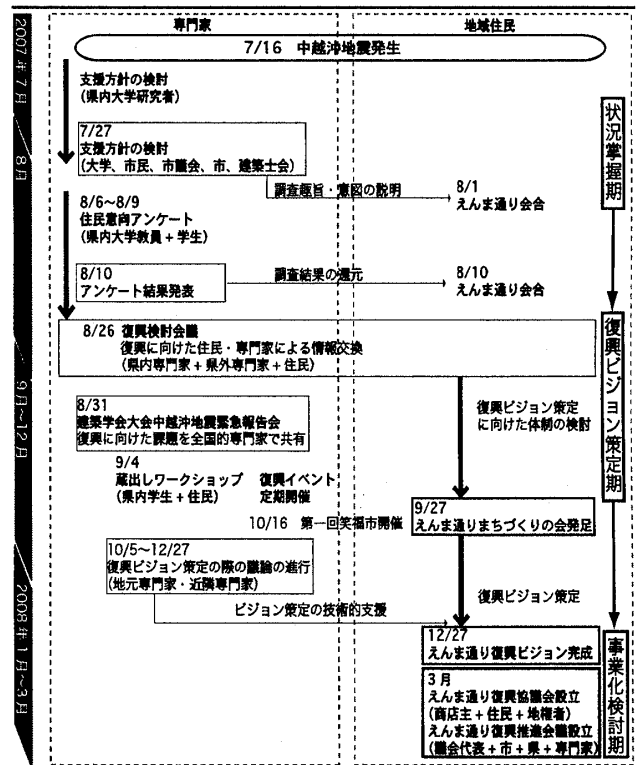 専門家
地域住民
7/16 中越沖地震発生
2007年7月
支援方針の検討
(県内大学研究者)
状況掌握期
7/27
支援方針の検討
(大学、市民、市議会、市、建築士会)
8月
調査趣旨・意図の説明
8/1
えんま通り会合
8/6～8/9
住民意向アンケート
(県内大学教員+学生)
8/10
アンケート結果発表
調査結果の還元
8/10
えんま通り会合
復興ビジョン策定期
8/26 復興検討会議
復興に向けた住民・専門家による情報交換
(県内専門家+県外専門家+住民)
9月～12月
8/31
建築学会大会中越沖地震緊急報告会
復興に向けた課題を全国的専門家で共有
復興ビジョン策定
に向けた体制の検討
9/4
蔵出しワークショップ
(県内学生+住民)
復興イベント
定期開催
10/16 第一回笑福市開催
9/27
えんま通りまちづくりの会発足
10/5～12/27
復興ビジョン策定の際の議論の進行
(地元専門家・近隣専門家)
復興ビジョン策定
ビジョン策定の技術的支援
2008年1月～3月
12/27
えんま通り復興ビジョン完成
事業化検討期
3月
えんま通り復興協議会設立
(商店主+住民+地権者)
えんま通り復興推進会議設立
(議会代表+市+県+専門家)